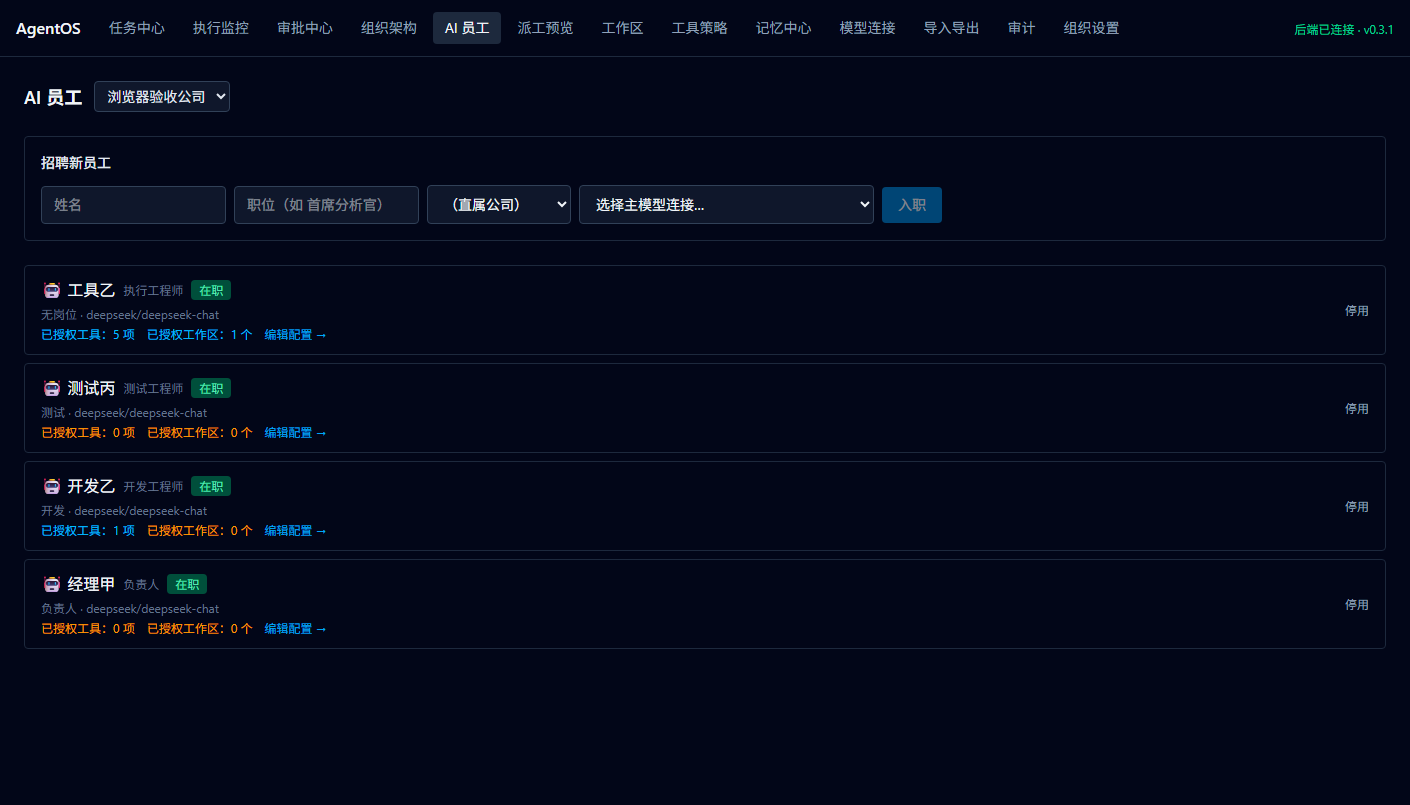 AgentOS 任务中心 执行监控 审批中心 组织架构 AI 员工 派工预览 工作区 工具策略 记忆中心 模型连接 导入导出 审计 组织设置 后端已连接 · v0.3.1
AI 员工 浏览器验收公司
招聘新员工
姓名 职位（如 首席分析官） （直属公司） 选择主模型连接... 入职
工具乙 执行工程师 在职
无岗位 · deepseek/deepseek-chat
已授权工具：5 项 已授权工作区：1 个 编辑配置 →
停用
测试丙 测试工程师 在职
测试 · deepseek/deepseek-chat
已授权工具：0 项 已授权工作区：0 个 编辑配置 →
停用
开发乙 开发工程师 在职
开发 · deepseek/deepseek-chat
已授权工具：1 项 已授权工作区：0 个 编辑配置 →
停用
经理甲 负责人 在职
负责人 · deepseek/deepseek-chat
已授权工具：0 项 已授权工作区：0 个 编辑配置 →
停用